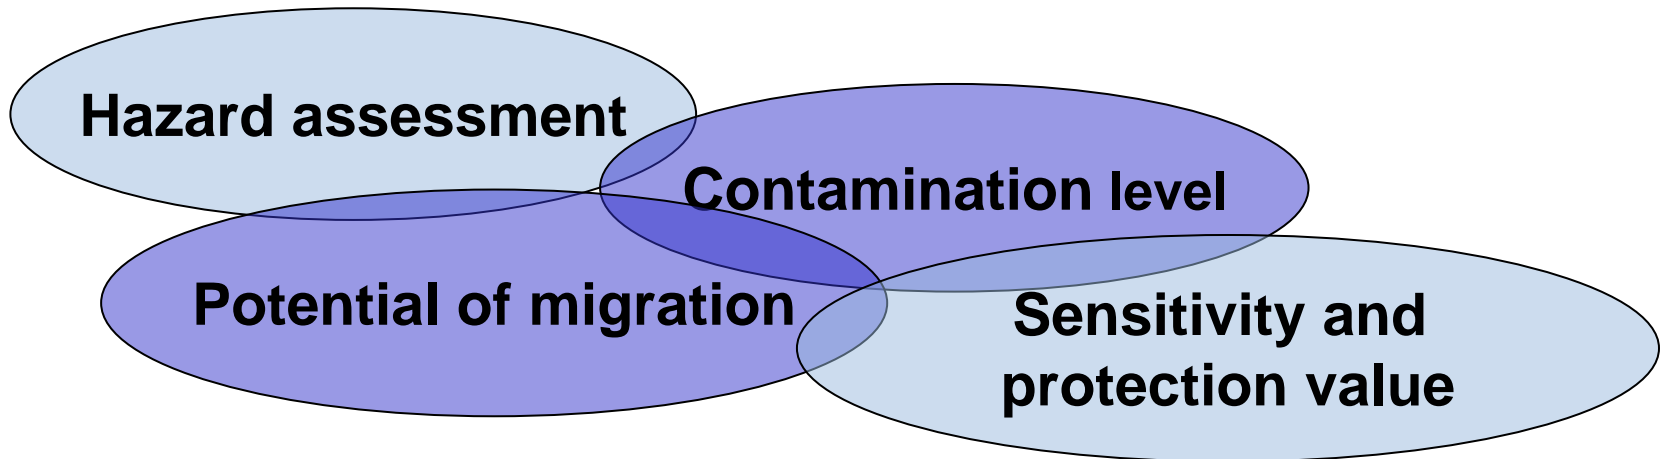 Hazard assessment
Contamination level
Potential of migration
Sensitivity and
protection value